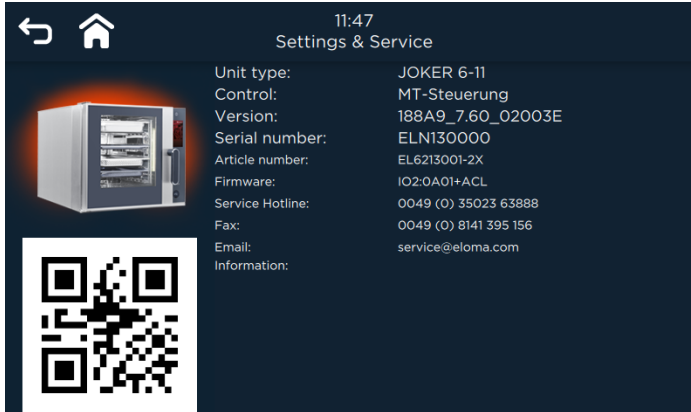 11:47
Settings & Service
Unit type: JOKER 6-11
Control: MT-Steuerung
Version: 188A9_7.60_02003E
Serial number: ELN130000
Article number: EL6213001-2X
Firmware: IO2:0A01+ACL
Service Hotline: 0049 (0) 35023 63888
Fax: 0049 (0) 8141 395 156
Email: service@eloma.com
Information: